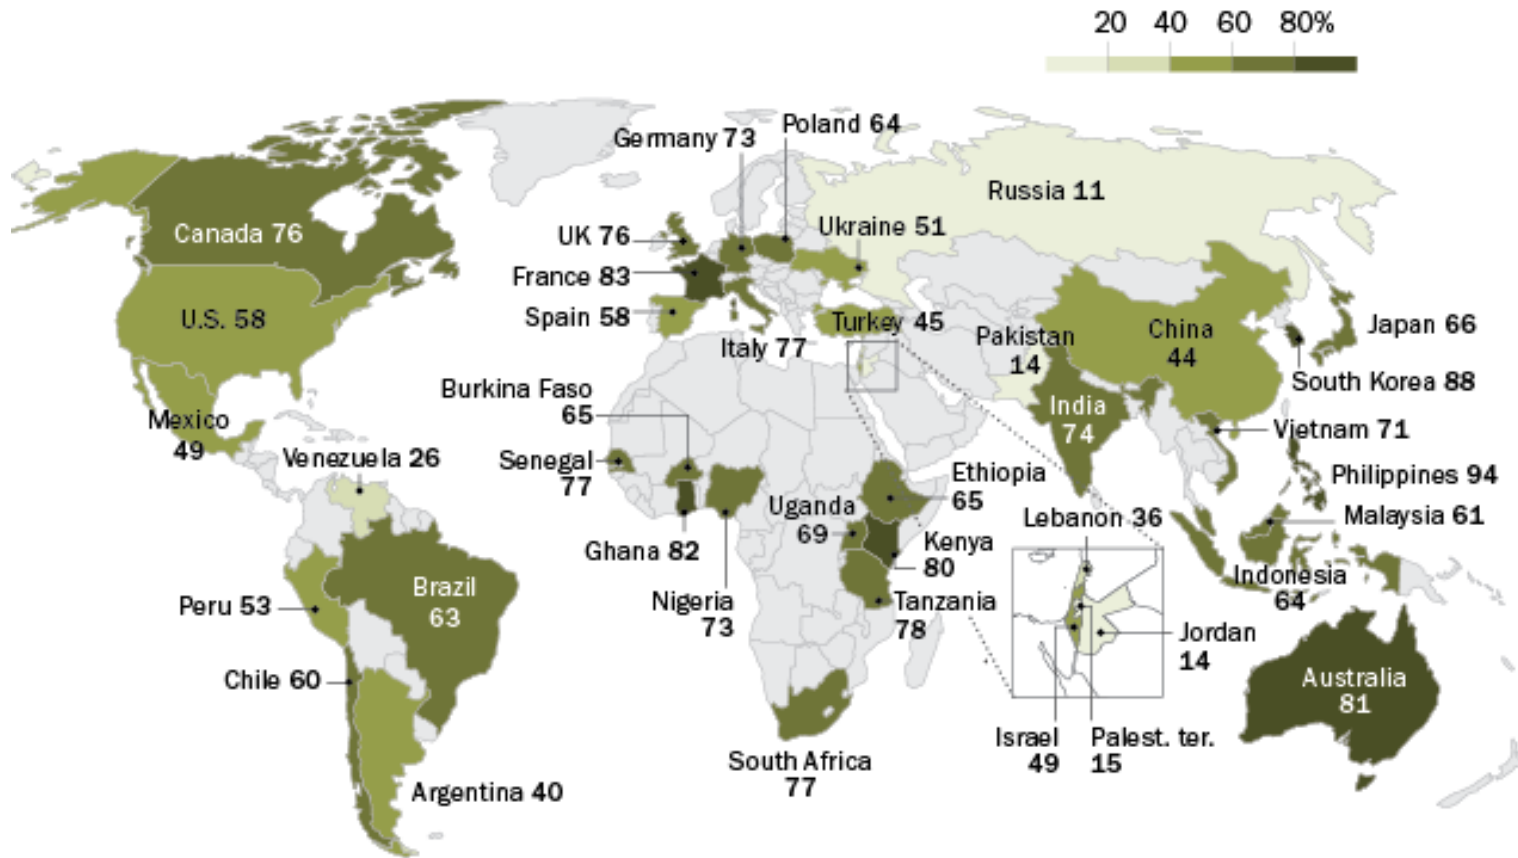 20 40 60 80%
Germany 73
Poland 64
Russia 11
Canada 76
UK 76
Ukraine 51
France 83
U.S. 58
Spain 58
Turkey 45
Italy 77
Pakistan
14
China
44
Japan 66
South Korea 88
Burkina Faso
65
India
74
Mexico
49
Vietnam 71
Venezuela 26
Senegal
77
Ethiopia
65
Philippines 94
Uganda
69
Lebanon 36
Malaysia 61
Ghana 82
Kenya
80
Indonesia
64
Brazil
63
Peru 53
Nigeria
73
Tanzania
78
Jordan
14
Chile 60
Australia
81
Israel
49
Palest. ter.
15
South Africa
77
Argentina 40